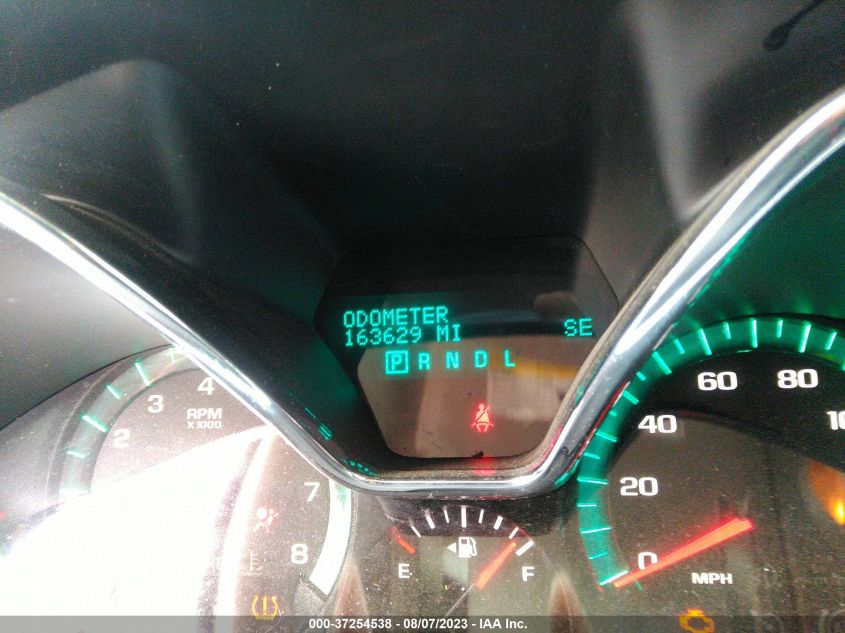 ODOMETER
163629 MI SE
P R N D L
2 3 4 7 8
RPM
X1000
E F
0 20 40 60 80
MPH
000-37254538 - 08/07/2023 - IAA Inc.